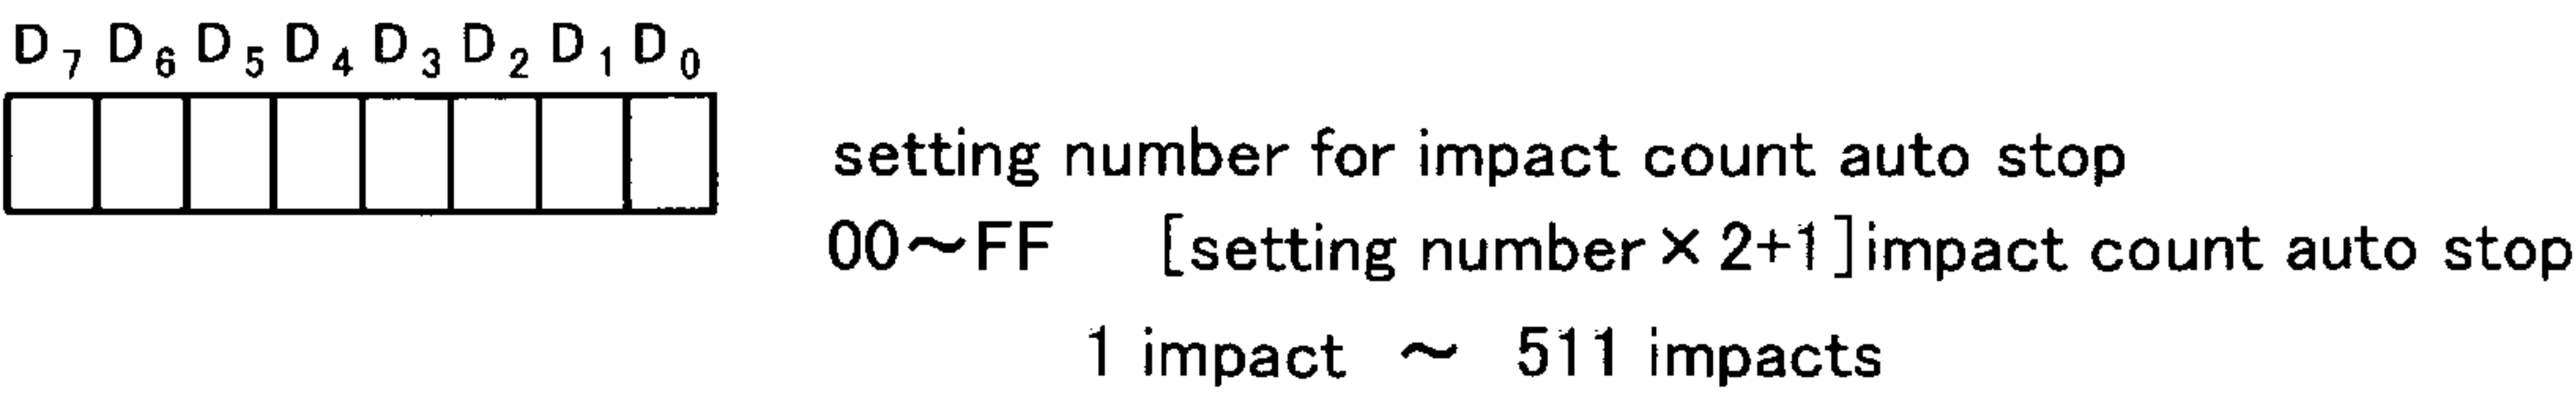 D7 D6 D5 D4 D3 D2 D1 D0
setting number for impact count auto stop
00〜FF [setting number×2+1]impact count auto stop
1 impact 〜 511 impacts